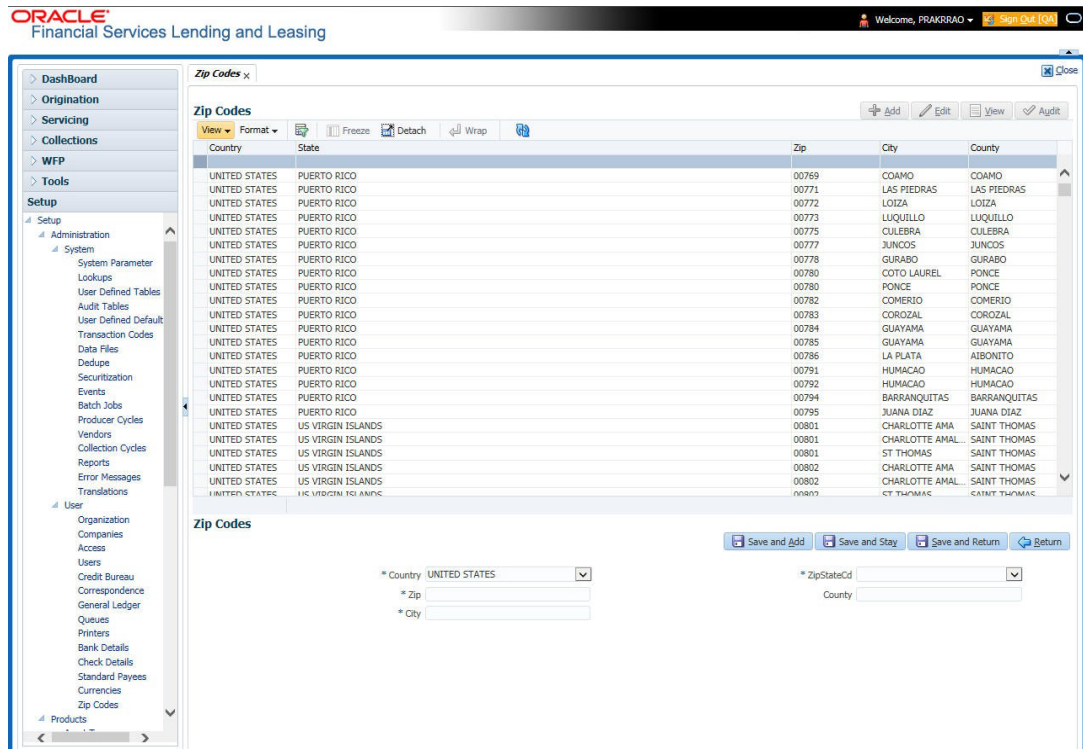 ORACLE
Financial Services Lending and Leasing
Welcome, PRAKRRAO
Sign Out [QA]
DashBoard
Origination
Servicing
Collections
WFP
Tools
Setup
Setup
Administration
System
System Parameter
Lookups
User Defined Tables
Audit Tables
User Defined Default
Transaction Codes
Data Files
Dedupe
Securitization
Events
Batch Jobs
Producer Cycles
Vendors
Collection Cycles
Reports
Error Messages
Translations
User
Organization
Companies
Access
Users
Credit Bureau
Correspondence
General Ledger
Queues
Printers
Bank Details
Check Details
Standard Payees
Currencies
Zip Codes
Products
Zip Codes x
Close
Zip Codes
Add Edit View Audit
View Format Freeze Detach Wrap
Country State Zip City County
UNITED STATES PUERTO RICO 00769 COAMO COAMO
UNITED STATES PUERTO RICO 00771 LAS PIEDRAS LAS PIEDRAS
UNITED STATES PUERTO RICO 00772 LOIZA LOIZA
UNITED STATES PUERTO RICO 00773 LUQUILLO LUQUILLO
UNITED STATES PUERTO RICO 00775 CULEBRA CULEBRA
UNITED STATES PUERTO RICO 00777 JUNCOS JUNCOS
UNITED STATES PUERTO RICO 00778 GURABO GURABO
UNITED STATES PUERTO RICO 00780 COTO LAUREL PONCE
UNITED STATES PUERTO RICO 00780 PONCE PONCE
UNITED STATES PUERTO RICO 00782 COMERIO COMERIO
UNITED STATES PUERTO RICO 00783 COROZAL COROZAL
UNITED STATES PUERTO RICO 00784 GUAYAMA GUAYAMA
UNITED STATES PUERTO RICO 00785 GUAYAMA GUAYAMA
UNITED STATES PUERTO RICO 00786 LA PLATA AIBONITO
UNITED STATES PUERTO RICO 00791 HUMACAO HUMACAO
UNITED STATES PUERTO RICO 00792 HUMACAO HUMACAO
UNITED STATES PUERTO RICO 00794 BARRANQUITAS BARRANQUITAS
UNITED STATES PUERTO RICO 00795 JUANA DIAZ JUANA DIAZ
UNITED STATES US VIRGIN ISLANDS 00801 CHARLOTTE AMA SAINT THOMAS
UNITED STATES US VIRGIN ISLANDS 00801 CHARLOTTE AMAL... SAINT THOMAS
UNITED STATES US VIRGIN ISLANDS 00801 ST THOMAS SAINT THOMAS
UNITED STATES US VIRGIN ISLANDS 00802 CHARLOTTE AMA SAINT THOMAS
UNITED STATES US VIRGIN ISLANDS 00802 CHARLOTTE AMAL... SAINT THOMAS
UNITED STATES US VIRGIN ISLANDS 00802 ST THOMAS SAINT THOMAS
Zip Codes
Save and Add Save and Stay Save and Return Return
* Country UNITED STATES
* Zip
* City
* ZipStateCd
County